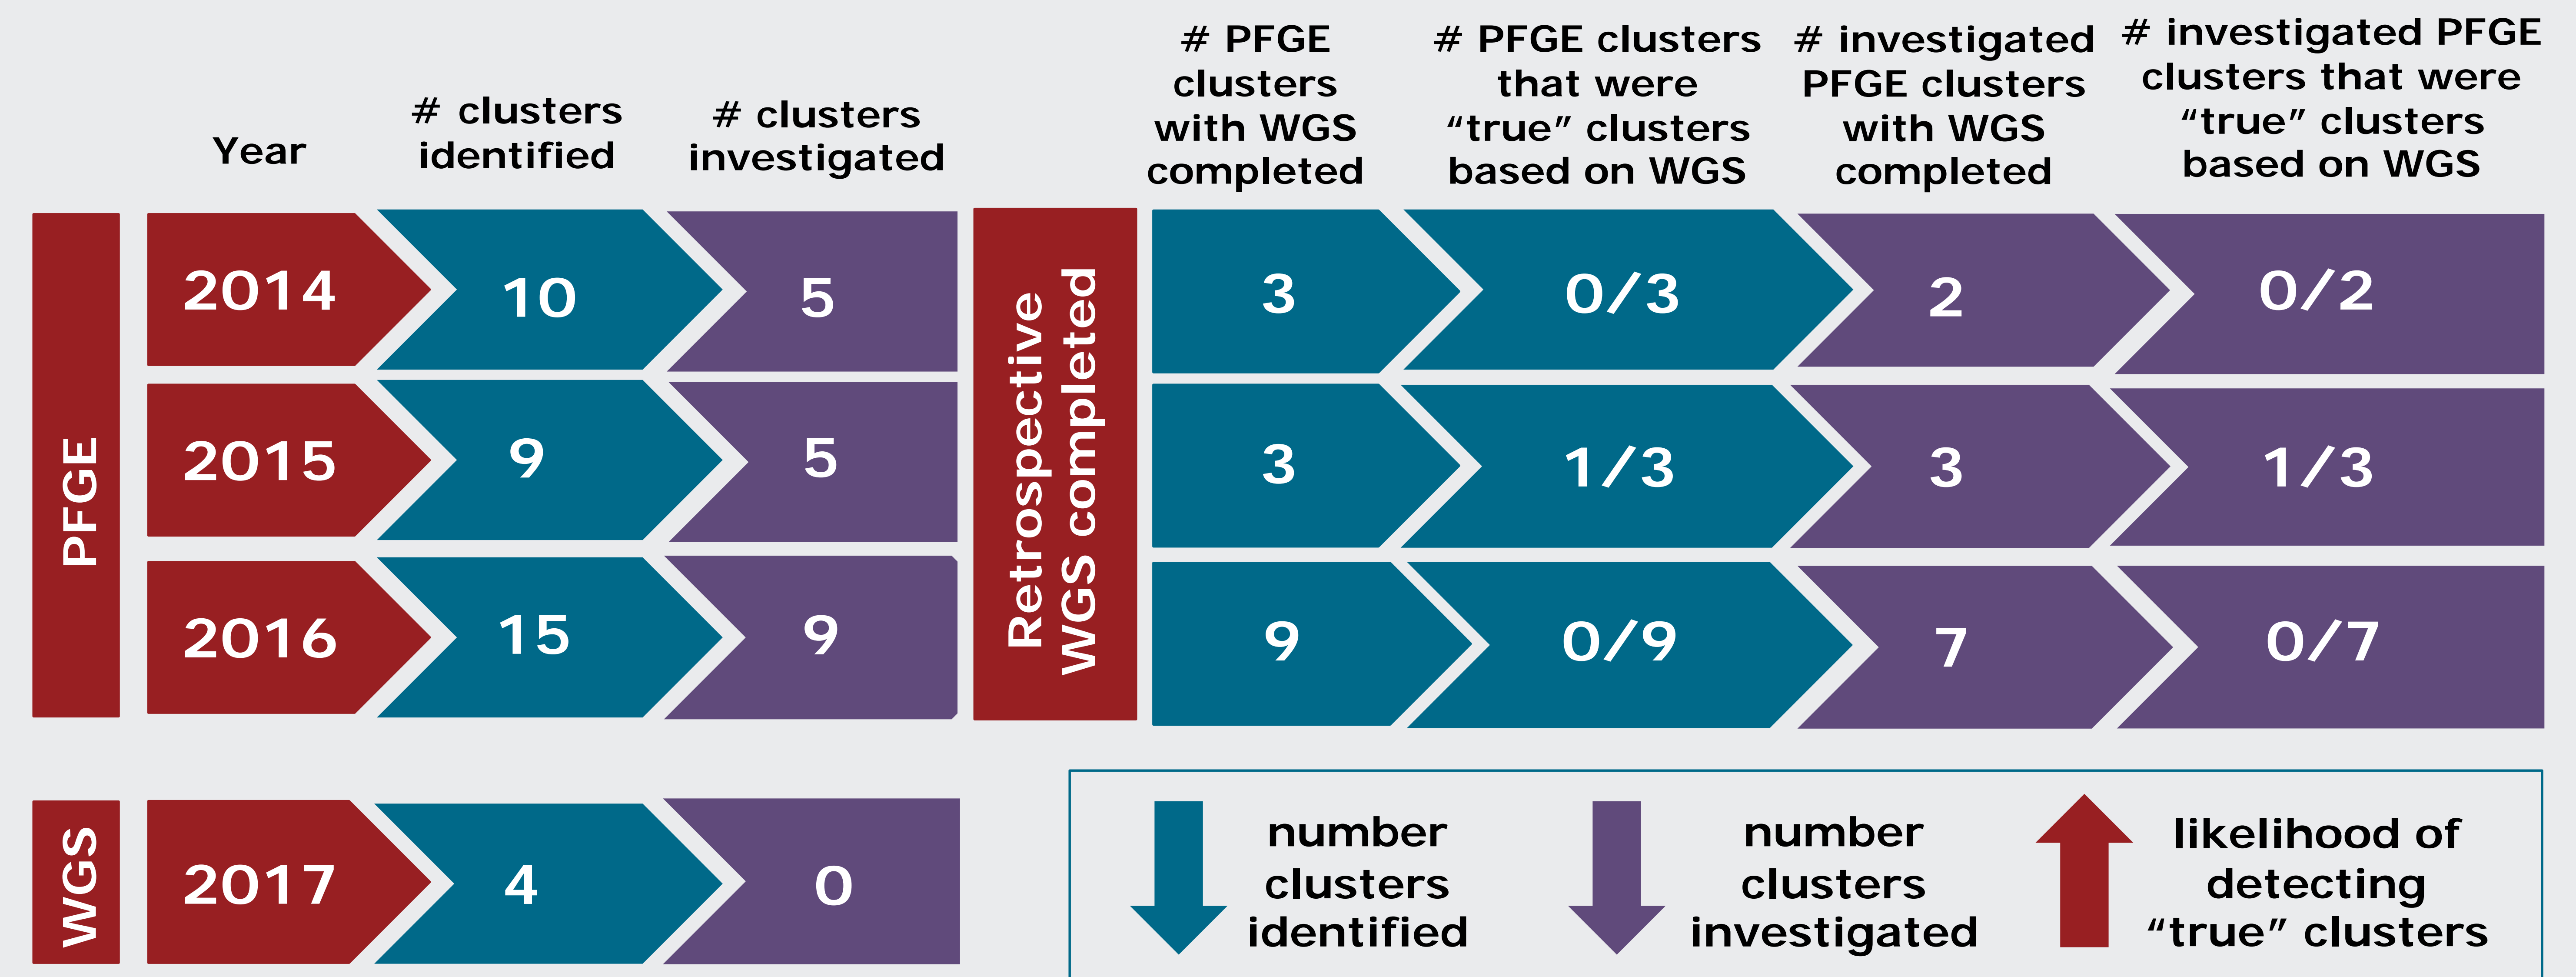 Year
# clusters
identified
# clusters
investigated
# PFGE
clusters
with WGS
completed
# PFGE clusters
that were
“true” clusters
based on WGS
# investigated
PFGE clusters
with WGS
completed
# investigated PFGE
clusters that were
“true” clusters
based on WGS
PFGE
2014
10
5
Retrospective
WGS completed
3
0/3
2
0/2
2015
9
5
3
1/3
3
1/3
2016
15
9
9
0/9
7
0/7
WGS
2017
4
0
number
clusters
identified
number
clusters
investigated
likelihood of
detecting
“true” clusters